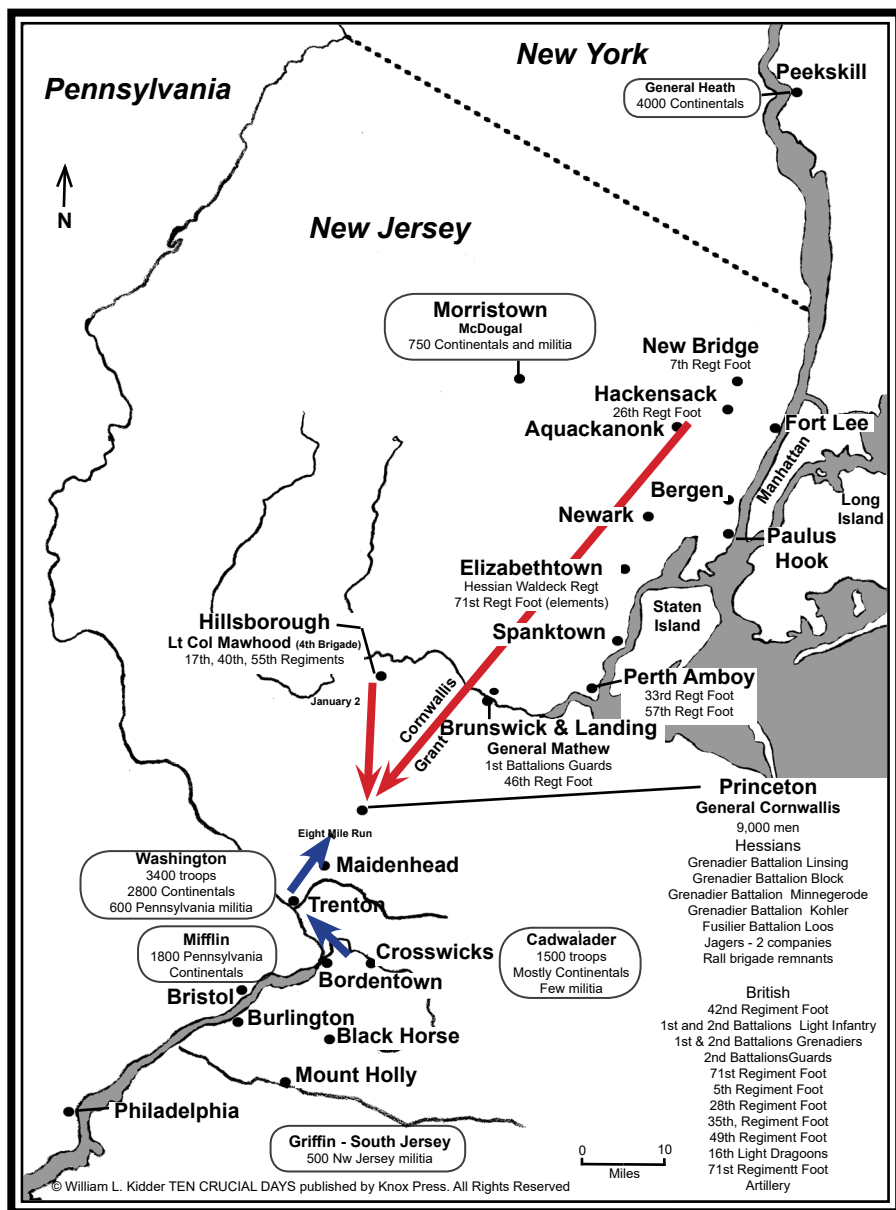 New York
Pennsylvania
Peekskill
General Heath
4000 Continentals
N
New Jersey
Morristown
McDougal
750 Continentals and militia
New Bridge
7th Regt Foot
Hackensack
26th Regt Foot
Aquackanonk
Fort Lee
Manhattan
Long
Island
Bergen
Newark
Paulus
Hook
Elizabethtown
Hessian Waldeck Regt
71st Regt Foot (elements)
Staten
Island
Hillsborough
Lt Col Mawhood (4th Brigade)
17th, 40th, 55th Regiments
Spanktown
January 2
Cornwallis
Grant
Perth Amboy
33rd Regt Foot
57th Regt Foot
Brunswick & Landing
General Mathew
1st Battalions Guards
46th Regt Foot
Princeton
General Cornwallis
9,000 men
Hessians
Grenadier Battalion Linsing
Grenadier Battalion Block
Grenadier Battalion Minnegerode
Grenadier Battalion Kohler
Fusilier Battalion Loos
Jagers - 2 companies
Rall brigade remnants
British
42nd Regiment Foot
1st and 2nd Battalions Light Infantry
1st & 2nd Battalions Grenadiers
2nd BattalionsGuards
71st Regiment Foot
5th Regiment Foot
28th Regiment Foot
35th, Regiment Foot
49th Regiment Foot
16th Light Dragoons
71st Regimentt Foot
Artillery
Eight Mile Run
Washington
3400 troops
2800 Continentals
600 Pennsylvania militia
Maidenhead
Trenton
Mifflin
1800 Pennsylvania
Continentals
Crosswicks
Cadwalader
1500 troops
Mostly Continentals
Few militia
Bordentown
Bristol
Burlington
Black Horse
Mount Holly
Philadelphia
Griffin - South Jersey
500 Nw Jersey militia
0 10
Miles
© William L. Kidder TEN CRUCIAL DAYS published by Knox Press. All Rights Reserved